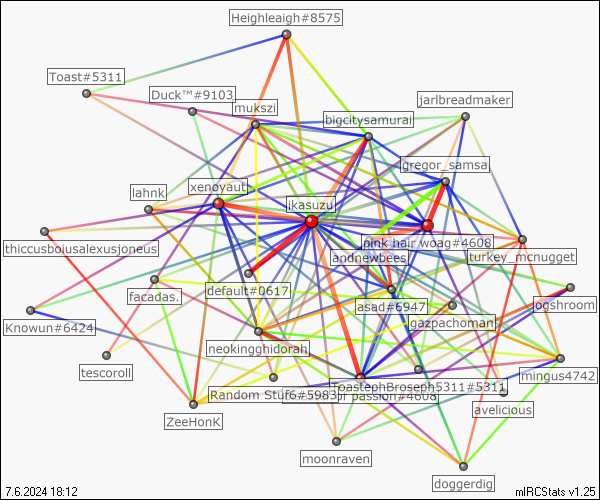 Heighleaigh#8575
Toast#5311
Duck™#9103
jarlbreadmaker
mukszi
bigcitysamurai
gregor_samsa
xenoyaut
lahnk
ikasuzu
thiccusboiusalexusjoneus
pink hair woag#4608
andnewbees
turkey_mcnugget
default#0617
facadas.
asad#6947
jogshroom
gazpachoman
Knowun#6424
neokingghidorah
tescoroll
mingus4742
ToastephBroseph5311#5311
Random Stuf6#5983
passion#4608
avelicious
ZeeHonK
moonraven
doggerdig
7.6.2024 18:12
mIRCStats v1.25